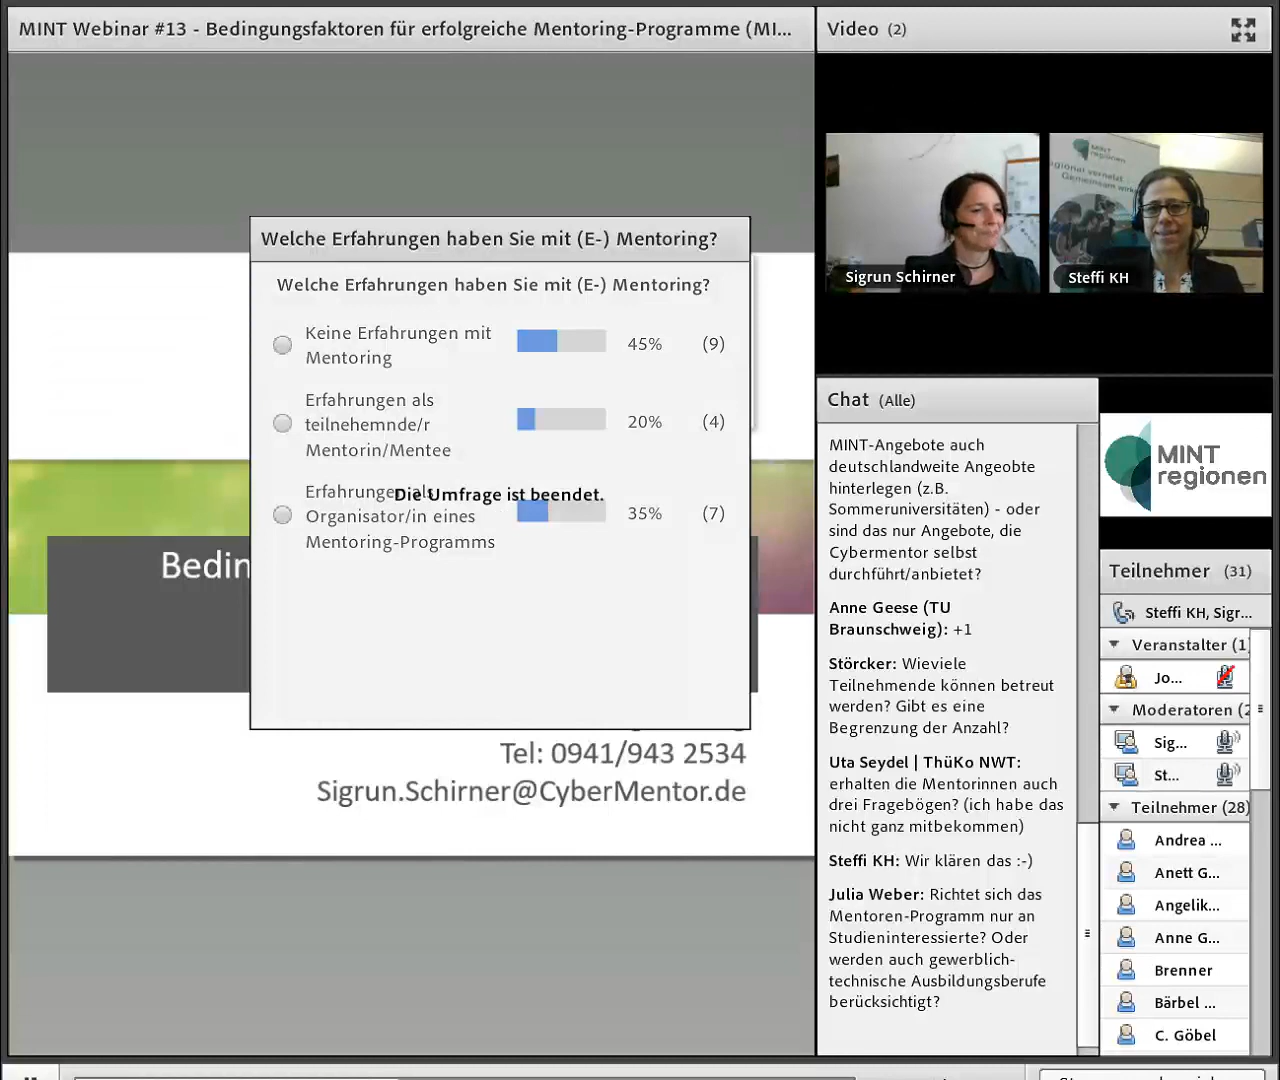 MINT Webinar #13 - Bedingungsfaktoren für erfolgreiche Mentoring-Programme (MI...
Welche Erfahrungen haben Sie mit (E-) Mentoring?
Welche Erfahrungen haben Sie mit (E-) Mentoring?
Keine Erfahrungen mit
Mentoring
45% (9)
Erfahrungen als
teilnehemnde/r
Mentorin/Mentee
20% (4)
Erfahrungen als
Organisator/in eines
Mentoring-Programms
35% (7)
Die Umfrage ist beendet.
Tel: 0941/943 2534
Sigrun.Schirner@CyberMentor.de
Video (2)
MINT
regionen
Sigrun Schirner
Steffi KH
Chat (Alle)
MINT-Angebote auch
deutschlandweite Angeobte
hinterlegen (z.B.
Sommeruniversitäten) - oder
sind das nur Angebote, die
Cybermentor selbst
durchführt/anbietet?
Anne Geese (TU
Braunschweig): +1
Störcker: Wieviele
Teilnehmende können betreut
werden? Gibt es eine
Begrenzung der Anzahl?
Uta Seydel | ThüKo NWT:
erhalten die Mentorinnen auch
drei Fragebögen? (ich habe das
nicht ganz mitbekommen)
Steffi KH: Wir klären das :-)
Julia Weber: Richtet sich das
Mentoren-Programm nur an
Studieninteressierte? Oder
werden auch gewerblich-
technische Ausbildungsberufe
berücksichtigt?
MINT
regionen
Teilnehmer (31)
Steffi KH, Sigr...
Veranstalter (1
Jo...
Moderatoren (2
Sig...
St...
Teilnehmer (28)
Andrea ...
Anett G...
Angelik...
Anne G...
Brenner
Bärbel ...
C. Göbel